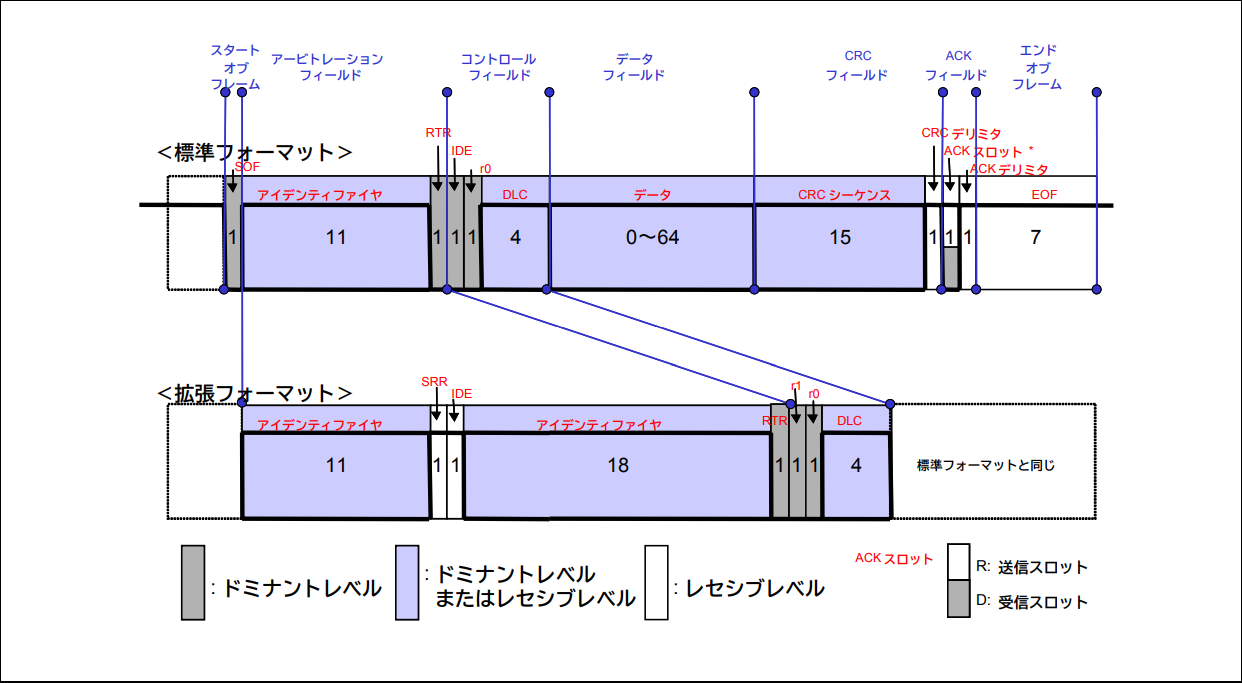 スタート
オブ
フレーム
アービトレーション
フィールド
コントロール
フィールド
データ
フィールド
CRC
フィールド
ACK
フィールド
エンド
オブ
フレーム
＜標準フォーマット＞
SOF
RTR
IDE
r0
CRC デリミタ
ACK スロット *
ACK デリミタ
アイデンティファイヤ
DLC
データ
CRC シーケンス
EOF
1
11
1
1
1
4
0～64
15
1
1
1
7
＜拡張フォーマット＞
SRR
IDE
r1
r0
アイデンティファイヤ
アイデンティファイヤ
RTR
DLC
11
1
1
18
1
1
1
4
標準フォーマットと同じ
: ドミナントレベル
: ドミナントレベル
またはレセシブレベル
: レセシブレベル
ACK スロット
R: 送信スロット
D: 受信スロット